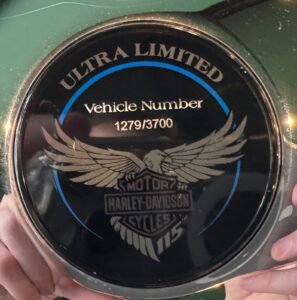 ULTRA LIMITED
Vehicle Number
1279/3700
MOTOR
HARLEY-DAVIDSON
CYCLES
115